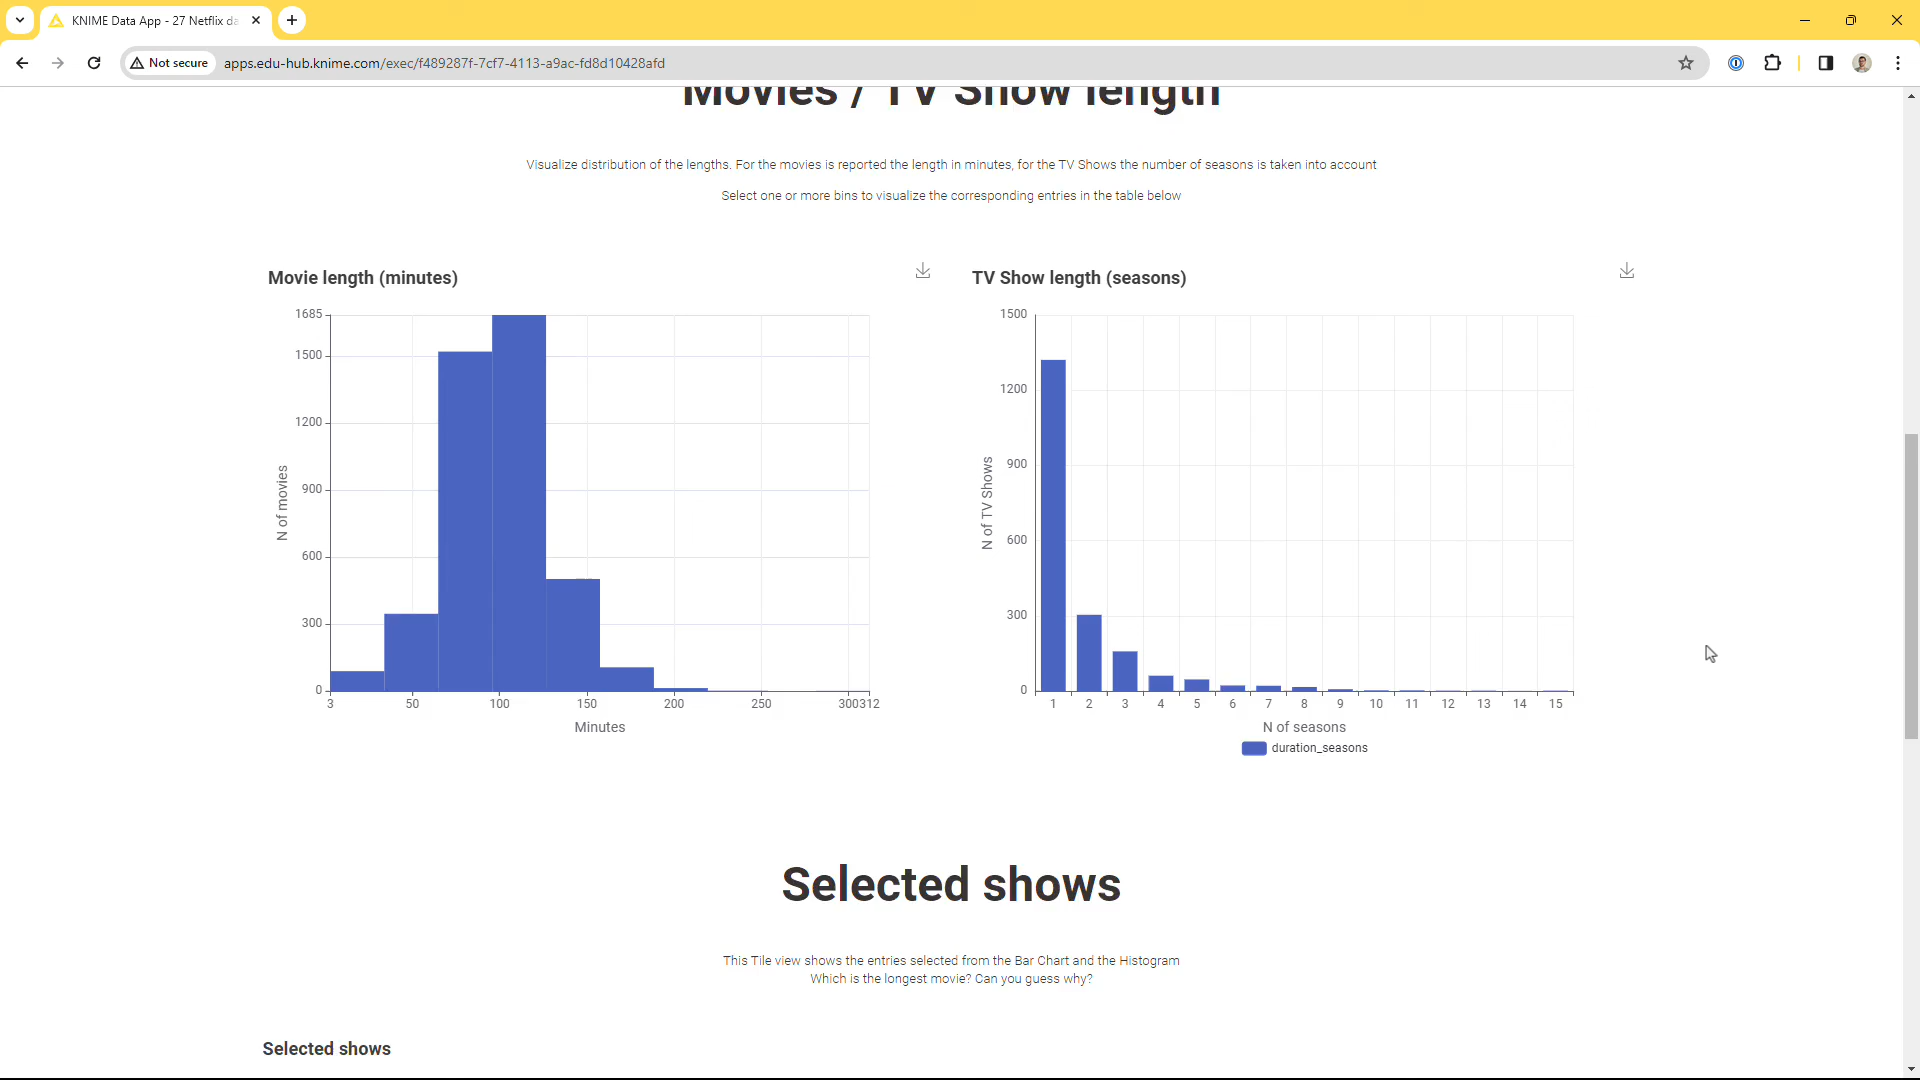 KNIME Data App - 27 Netflix da
Not secure
apps.edu-hub.knime.com/exec/f489287f-7cf7-4113-a9ac-fd8d10428afd
Movies / TV Show length
Visualize distribution of the lengths. For the movies is reported the length in minutes, for the TV Shows the number of seasons is taken into account
Select one or more bins to visualize the corresponding entries in the table below
Movie length (minutes)
1685
1500
1200
900
600
300
0
N of movies
3 50 100 150 200 250 300312
Minutes
TV Show length (seasons)
1500
1200
900
600
300
0
N of TV Shows
1 2 3 4 5 6 7 8 9 10 11 12 13 14 15
N of seasons
duration_seasons
Selected shows
This Tile view shows the entries selected from the Bar Chart and the Histogram
Which is the longest movie? Can you guess why?
Selected shows